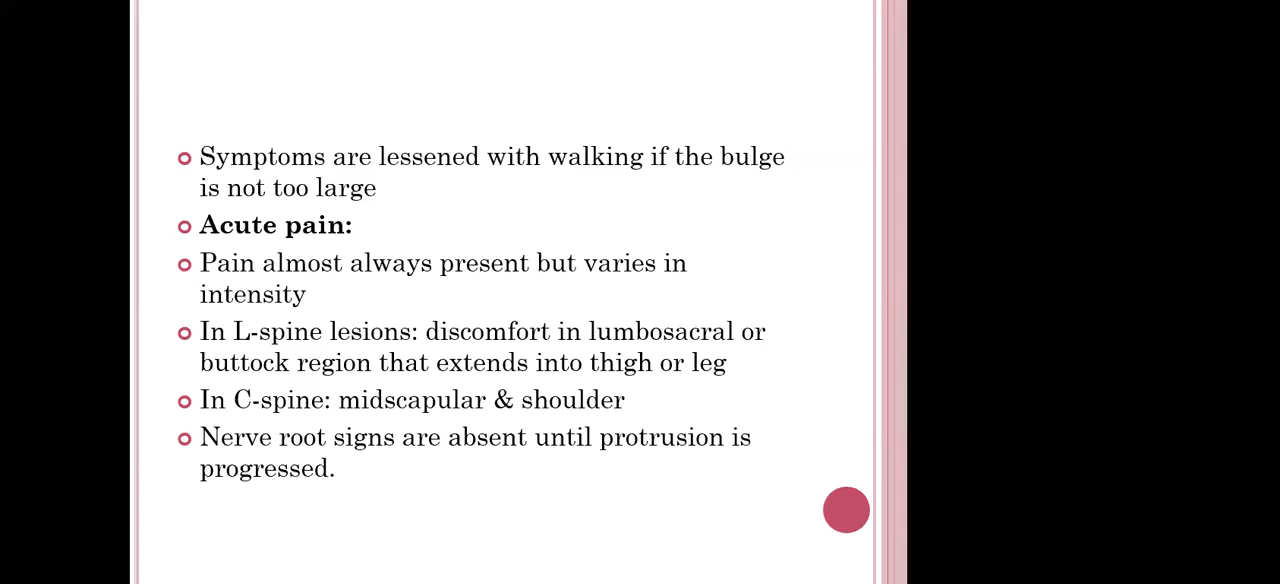 Symptoms are lessened with walking if the bulge
is not too large
Acute pain:
Pain almost always present but varies in
intensity
In L-spine lesions: discomfort in lumbosacral or
buttock region that extends into thigh or leg
In C-spine: midscapular & shoulder
Nerve root signs are absent until protrusion is
progressed.